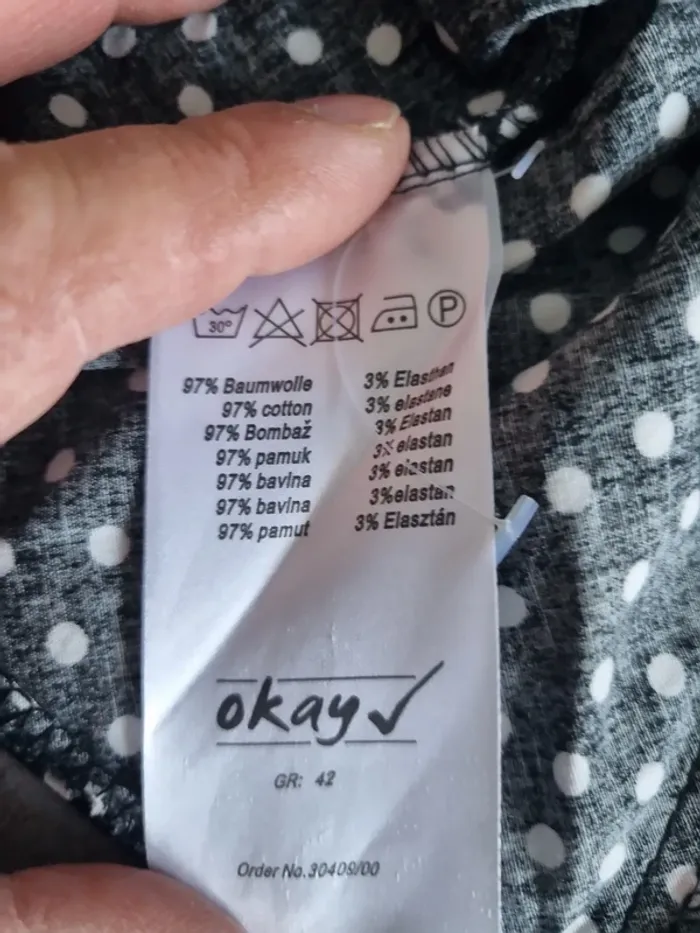 30°
P
97% Baumwolle 3% Elasthan
97% cotton 3% elastane
97% Bombaž 3% Elastan
97% pamuk 3% elastan
97% bavlna 3% elastan
97% bavlna 3%elastan
97% pamut 3% Elasztán
okay
GR: 42
Order No.30409/00